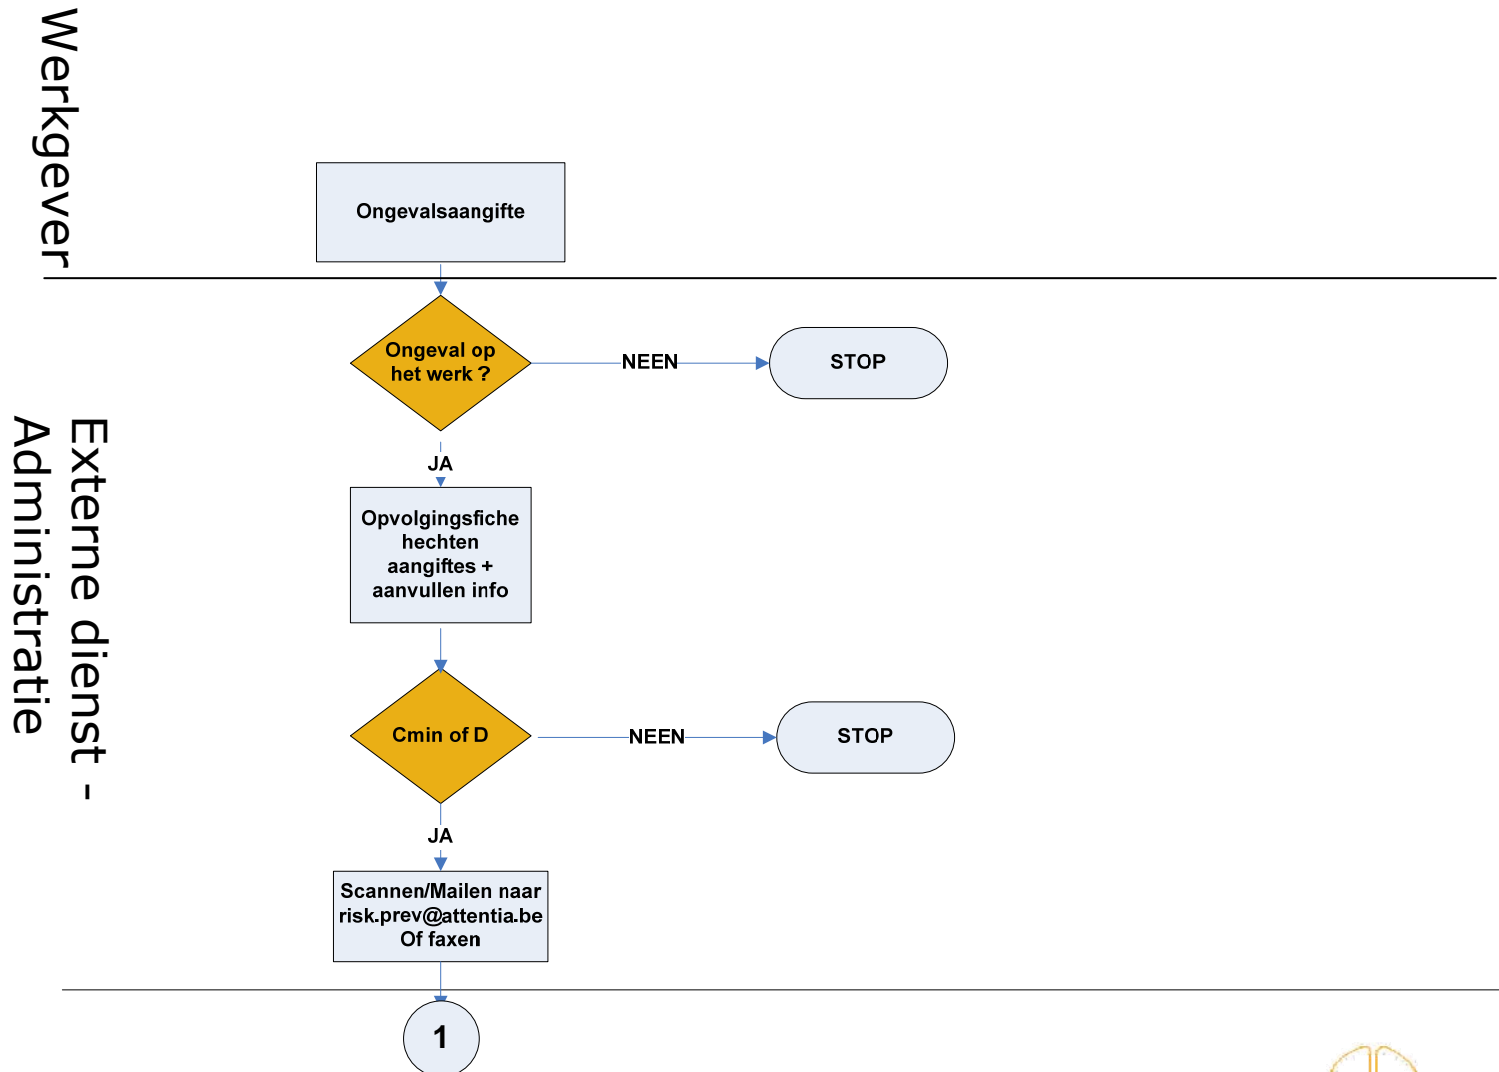 Werkgever
Ongevalsaangifte
Ongeval op
het werk ?
NEEN
STOP
JA
Externe dienst -
Administratie
Opvolgingsfiche
hechten
aangiftes +
aanvullen info
Cmin of D
NEEN
STOP
JA
Scannen/Mailen naar
risk.prev@attentia.be
Of faxen
1